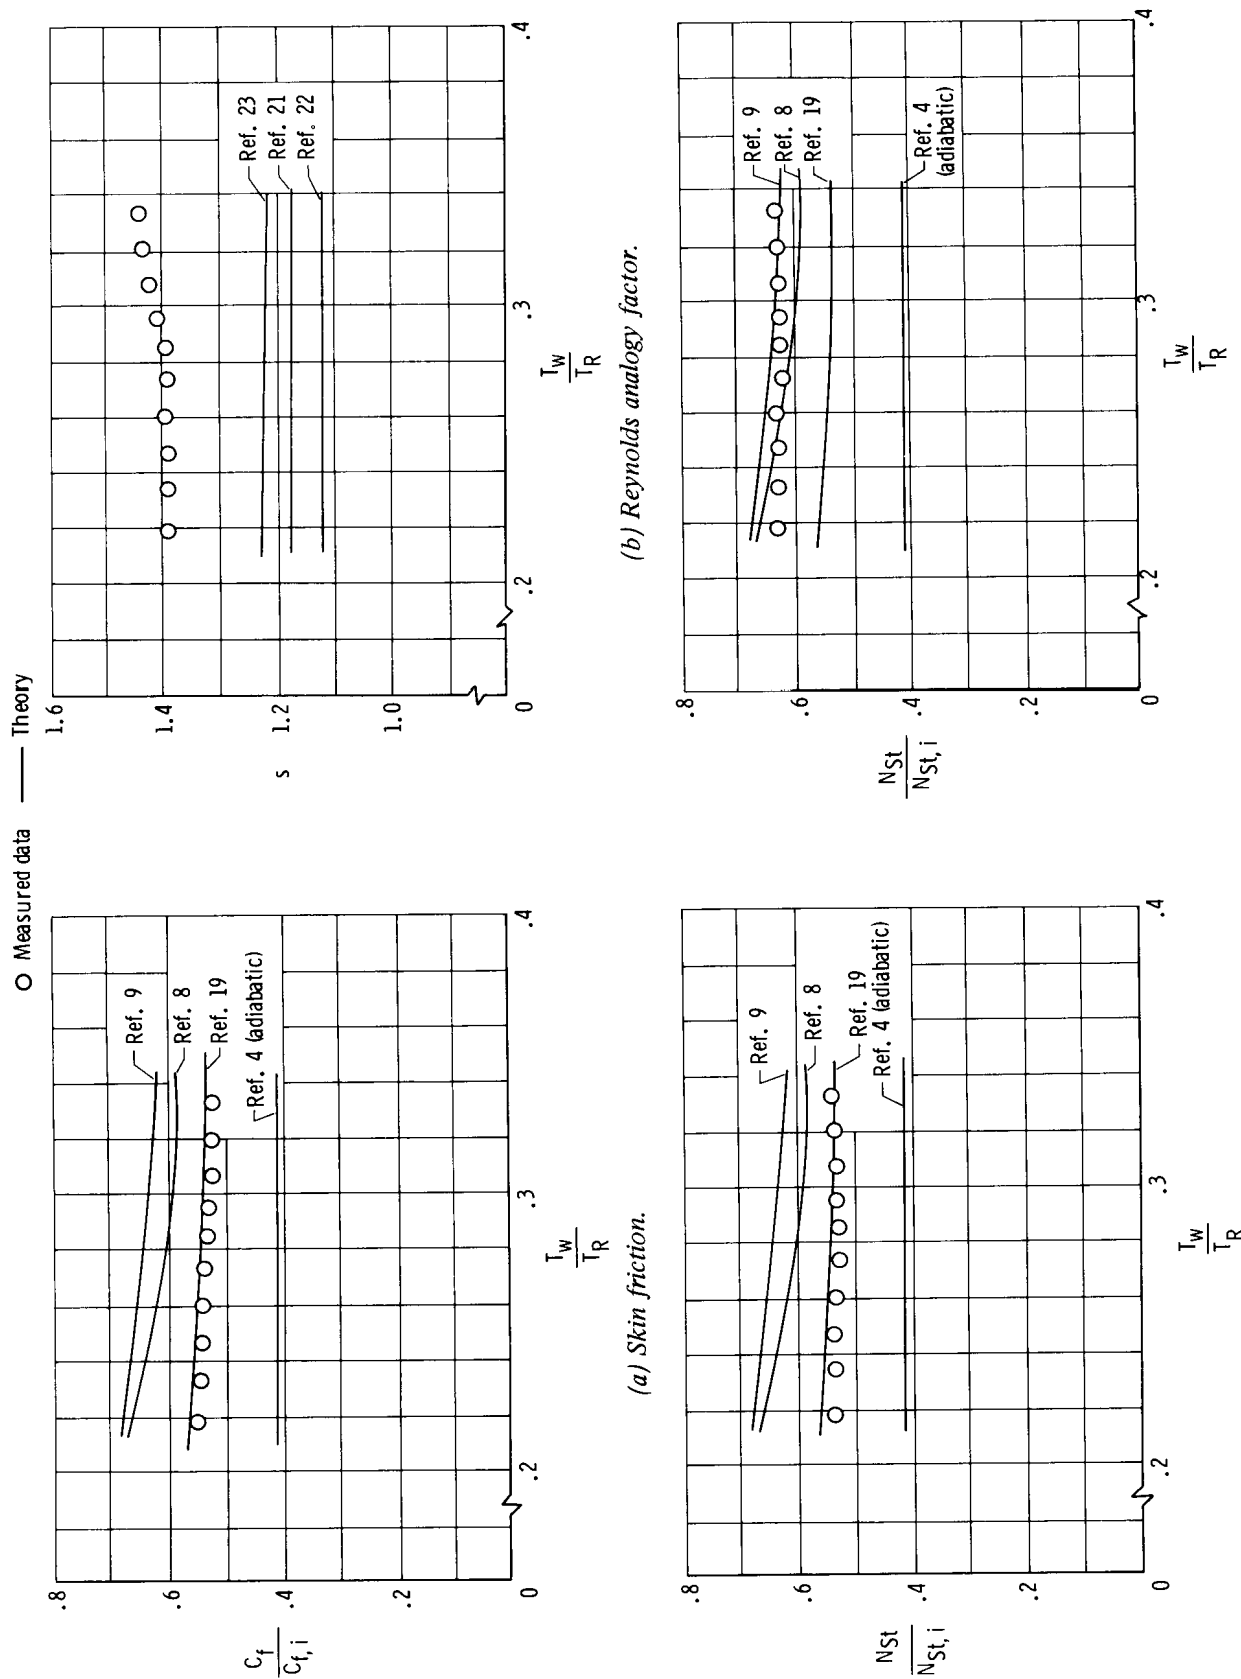 O Measured data — Theory
.8
.6
.4
.2
0
C_f
C_f, i
Ref. 9
Ref. 8
Ref. 19
Ref. 4 (adiabatic)
.2
.3
.4
T_W
T_R
(a) Skin friction.
1.6
1.4
1.2
1.0
0
s
Ref. 23
Ref. 21
Ref. 22
.2
.3
.4
T_W
T_R
(b) Reynolds analogy factor.
.8
.6
.4
.2
0
N_St
N_St, i
Ref. 9
Ref. 8
Ref. 19
Ref. 4 (adiabatic)
.2
.3
.4
T_W
T_R
.8
.6
.4
.2
0
N_St
N_St, i
Ref. 9
Ref. 8
Ref. 19
Ref. 4
(adiabatic)
.2
.3
.4
T_W
T_R